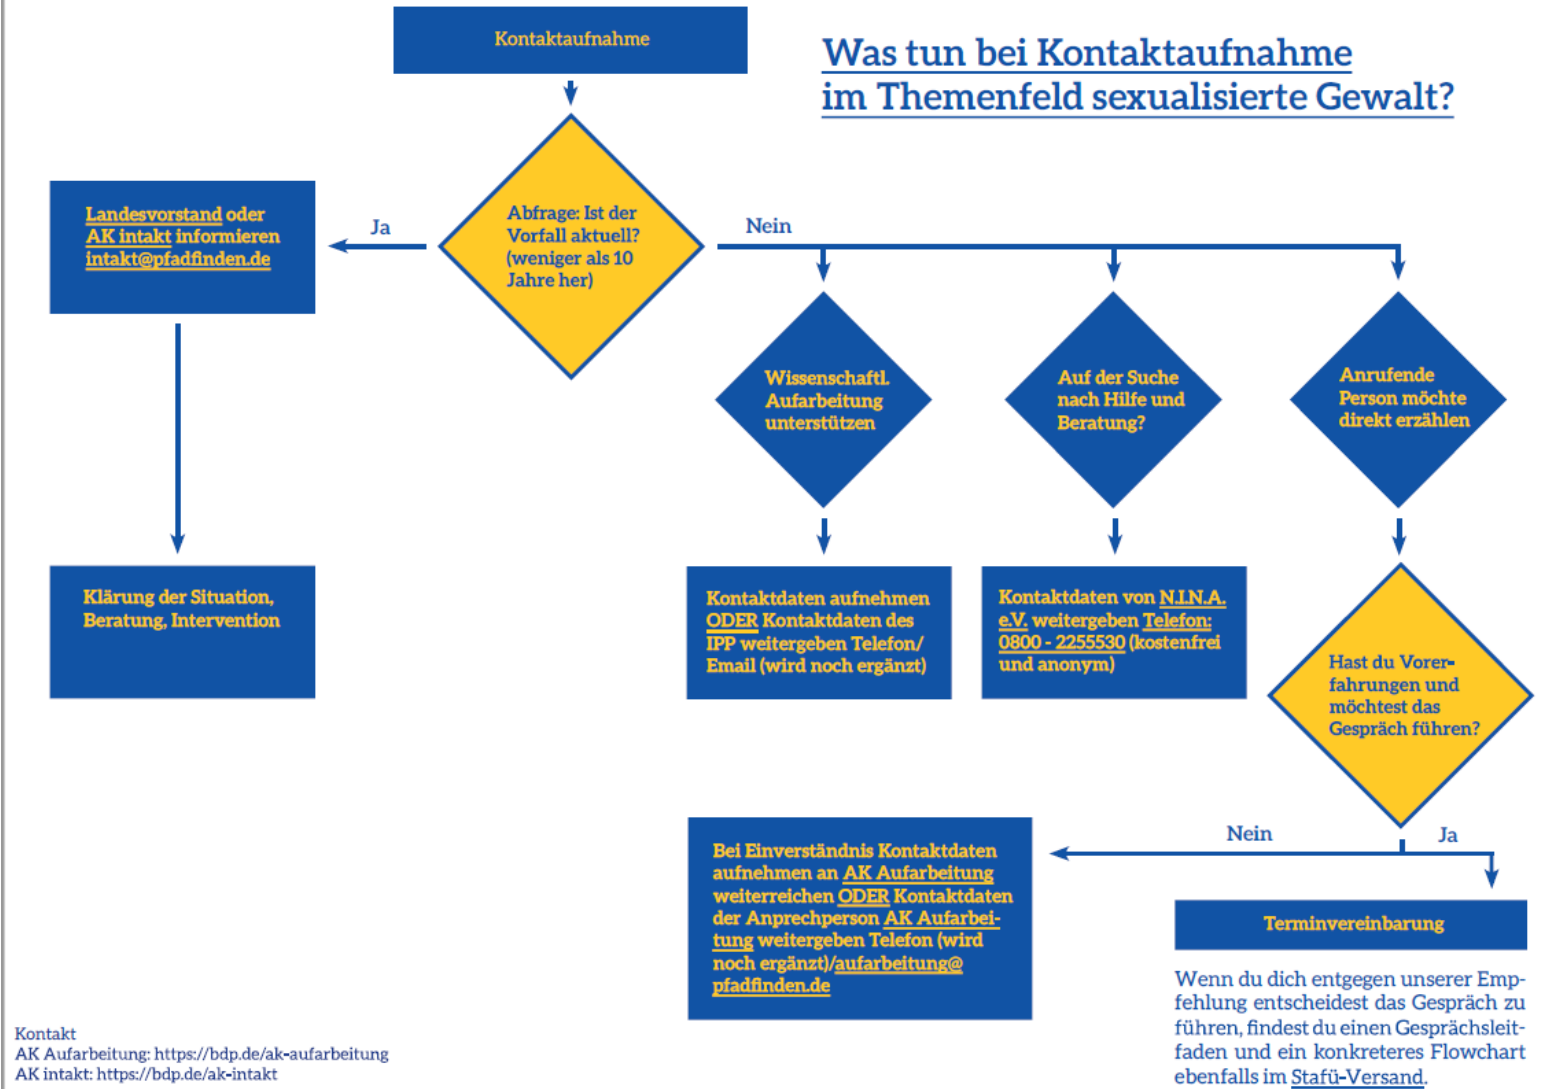 Kontaktaufnahme
Was tun bei Kontaktaufnahme
im Themenfeld sexualisierte Gewalt?
Abfrage: Ist der
Vorfall aktuell?
(weniger als 10
Jahre her)
Ja
Landesvorstand oder
AK intakt informieren
intakt@pfadfinden.de
Klärung der Situation,
Beratung, Intervention
Nein
Wissenschaftl.
Aufarbeitung
unterstützen
Kontaktdaten aufnehmen
ODER Kontaktdaten des
IPP weitergeben Telefon/
Email (wird noch ergänzt)
Auf der Suche
nach Hilfe und
Beratung?
Kontaktdaten von N.I.N.A.
e.V. weitergeben Telefon:
0800 - 2255530 (kostenfrei
und anonym)
Anrufende
Person möchte
direkt erzählen
Hast du Vorer-
fahrungen und
möchtest das
Gespräch führen?
Nein
Bei Einverständnis Kontaktdaten
aufnehmen an AK Aufarbeitung
weiterreichen ODER Kontaktdaten
der Anprechperson AK Aufarbei-
tung weitergeben Telefon (wird
noch ergänzt)/aufarbeitung@
pfadfinden.de
Ja
Terminvereinbarung
Wenn du dich entgegen unserer Emp-
fehlung entscheidest das Gespräch zu
führen, findest du einen Gesprächsleit-
faden und ein konkreteres Flowchart
ebenfalls im Stafü-Versand.
Kontakt
AK Aufarbeitung: https://bdp.de/ak-aufarbeitung
AK intakt: https://bdp.de/ak-intakt